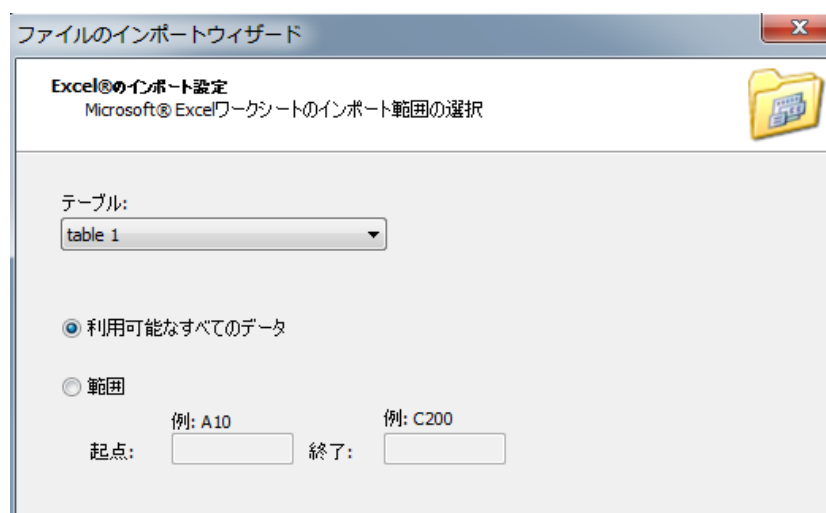 ファイルのインポートウィザード
Excel®のインポート設定
Microsoft® Excelワークシートのインポート範囲の選択
テーブル:
table 1
利用可能なすべてのデータ
範囲
例: A10 例: C200
起点: 終了: